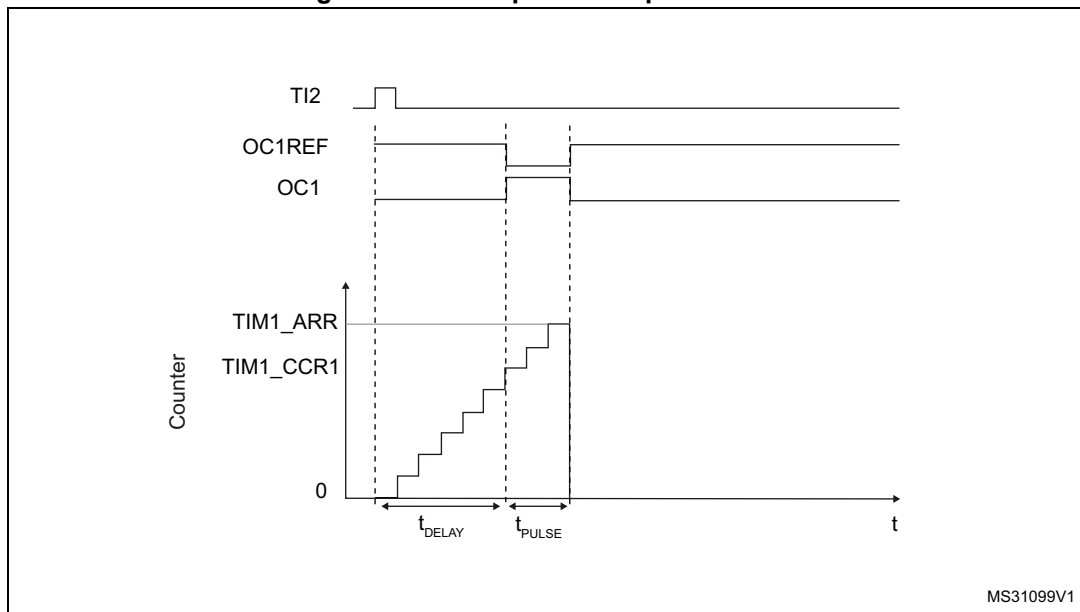 TI2
OC1REF
OC1
TIM1_ARR
TIM1_CCR1
Counter
0
tDELAY
tPULSE
t
MS31099V1